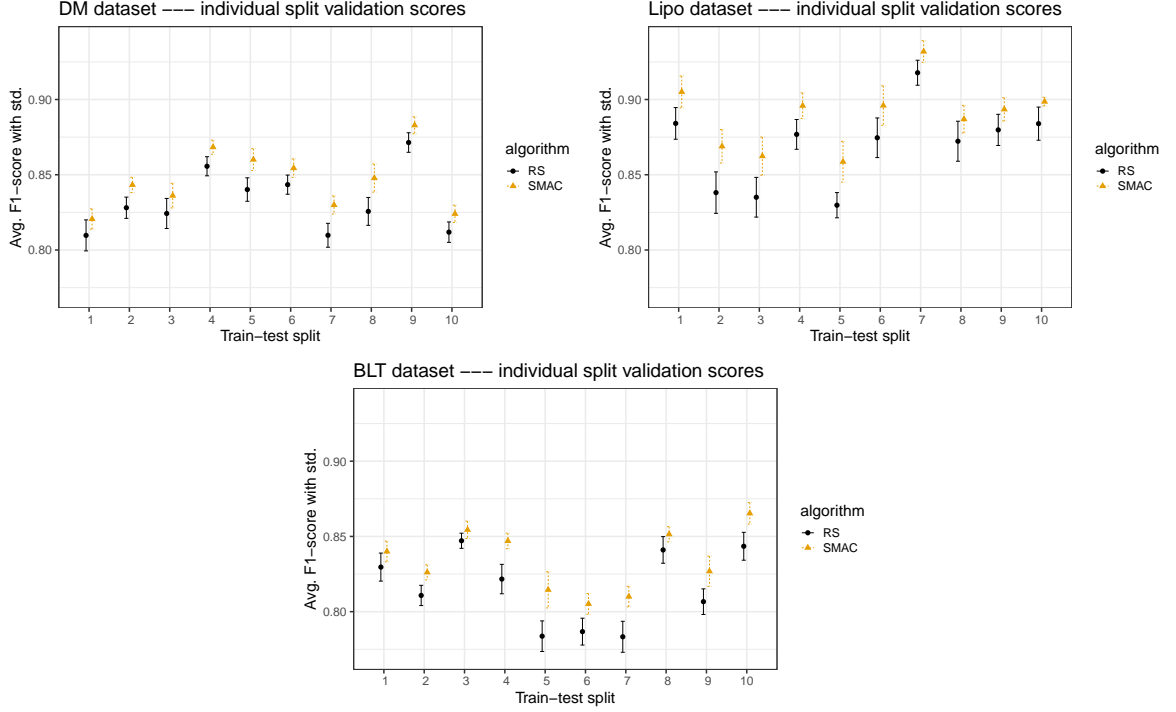 DM dataset −−− individual split validation scores
Avg. F1−score with std.
0.90
0.85
0.80
1 2 3 4 5 6 7 8 9 10
Train−test split
algorithm
RS
SMAC
Lipo dataset −−− individual split validation scores
Avg. F1−score with std.
0.90
0.85
0.80
1 2 3 4 5 6 7 8 9 10
Train−test split
algorithm
RS
SMAC
BLT dataset −−− individual split validation scores
Avg. F1−score with std.
0.90
0.85
0.80
1 2 3 4 5 6 7 8 9 10
Train−test split
algorithm
RS
SMAC